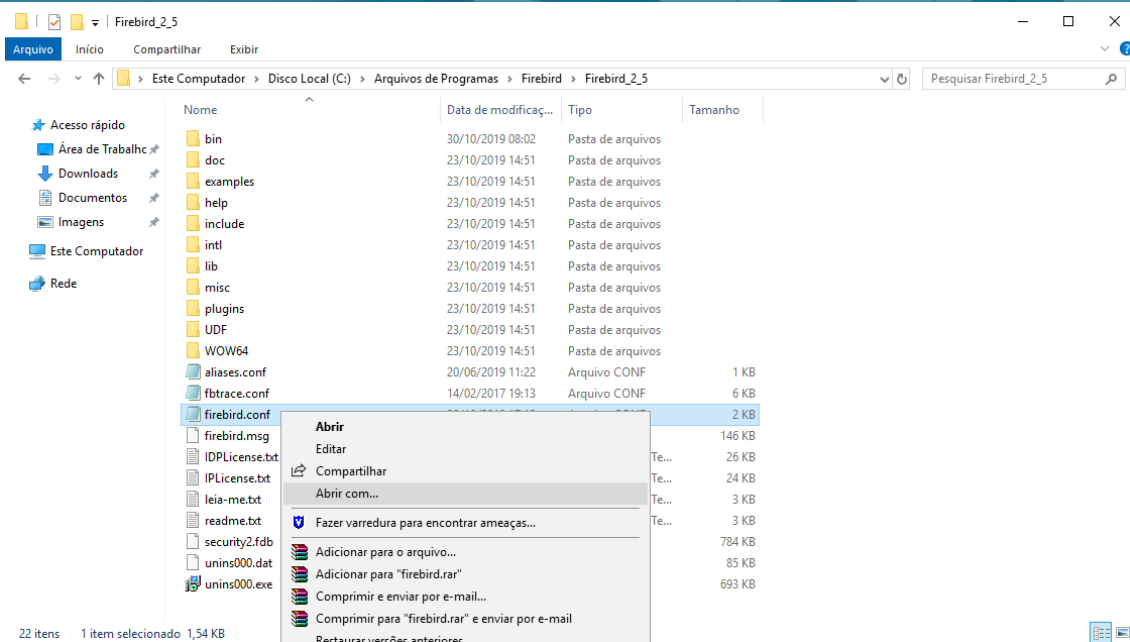 Firebird_2_5
Arquivo Início Compartilhar Exibir
Este Computador > Disco Local (C:) > Arquivos de Programas > Firebird > Firebird_2_5 Pesquisar Firebird_2_5
Nome Data de modificaç... Tipo Tamanho
Acesso rápido
Área de Trabalhc
Downloads
Documentos
Imagens
Este Computador
Rede
bin 30/10/2019 08:02 Pasta de arquivos
doc 23/10/2019 14:51 Pasta de arquivos
examples 23/10/2019 14:51 Pasta de arquivos
help 23/10/2019 14:51 Pasta de arquivos
include 23/10/2019 14:51 Pasta de arquivos
intl 23/10/2019 14:51 Pasta de arquivos
lib 23/10/2019 14:51 Pasta de arquivos
misc 23/10/2019 14:51 Pasta de arquivos
plugins 23/10/2019 14:51 Pasta de arquivos
UDF 23/10/2019 14:51 Pasta de arquivos
WOW64 23/10/2019 14:51 Pasta de arquivos
aliases.conf 20/06/2019 11:22 Arquivo CONF 1 KB
fbtrace.conf 14/02/2017 19:13 Arquivo CONF 6 KB
firebird.conf 2 KB
firebird.msg 146 KB
IDPLicense.txt Te... 26 KB
IPLicense.txt Te... 24 KB
leia-me.txt Te... 3 KB
readme.txt Te... 3 KB
security2.fdb 784 KB
unins000.dat 85 KB
unins000.exe 693 KB
Abrir
Editar
Compartilhar
Abrir com...
Fazer varredura para encontrar ameaças...
Adicionar para o arquivo...
Adicionar para "firebird.rar"
Comprimir e enviar por e-mail...
Comprimir para "firebird.rar" e enviar por e-mail
Restaurar versões anteriores
22 itens 1 item selecionado 1,54 KB